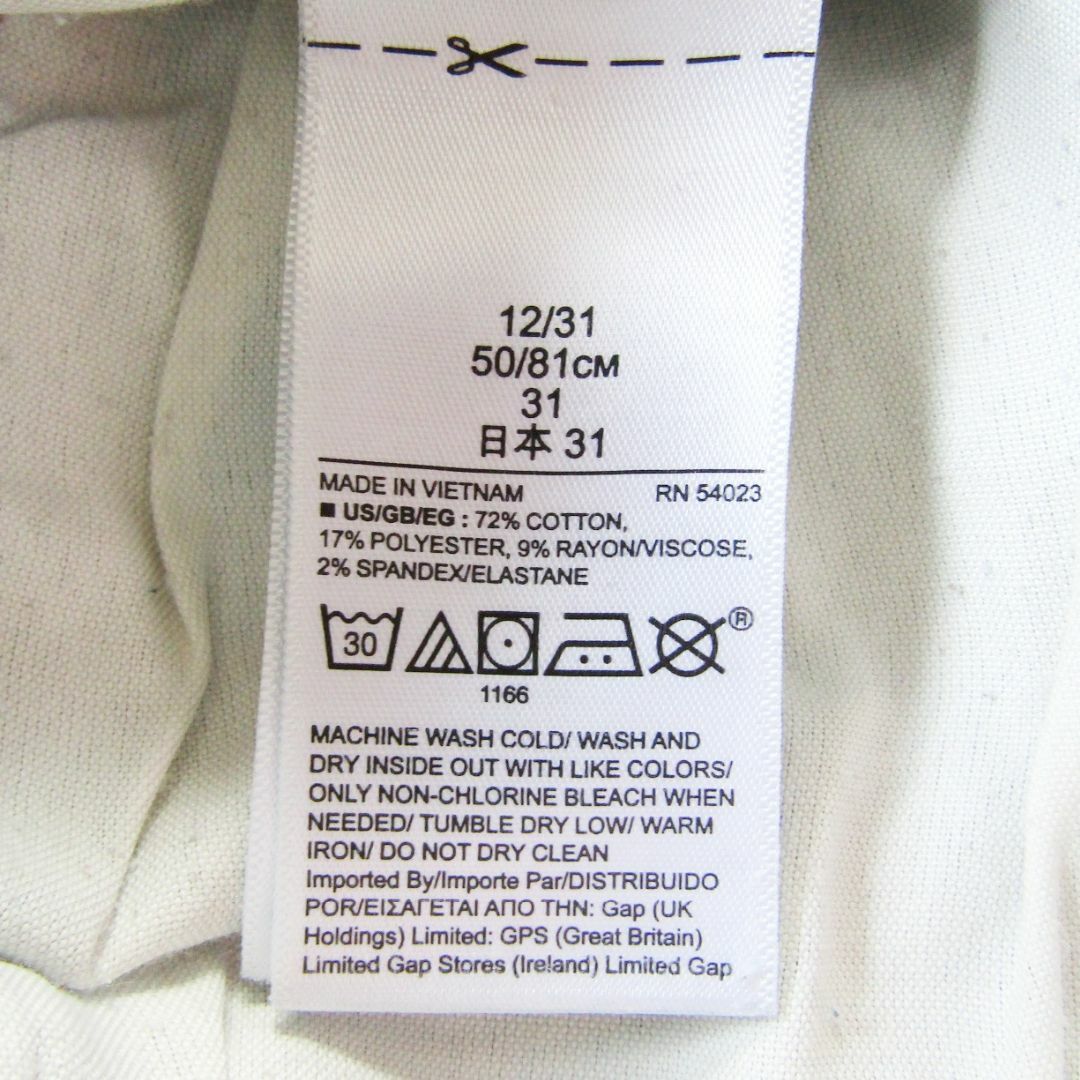 12/31
50/81CM
31
日本 31
MADE IN VIETNAM RN 54023
■ US/GB/EG : 72% COTTON,
17% POLYESTER, 9% RAYON/VISCOSE,
2% SPANDEX/ELASTANE
30
®
1166
MACHINE WASH COLD/ WASH AND
DRY INSIDE OUT WITH LIKE COLORS/
ONLY NON-CHLORINE BLEACH WHEN
NEEDED/ TUMBLE DRY LOW/ WARM
IRON/ DO NOT DRY CLEAN
Imported By/Importe Par/DISTRIBUIDO
POR/ΕΙΣΑΓΕΤΑΙ ΑΠΟ ΤΗΝ: Gap (UK
Holdings) Limited: GPS (Great Britain)
Limited Gap Stores (Ireland) Limited Gap